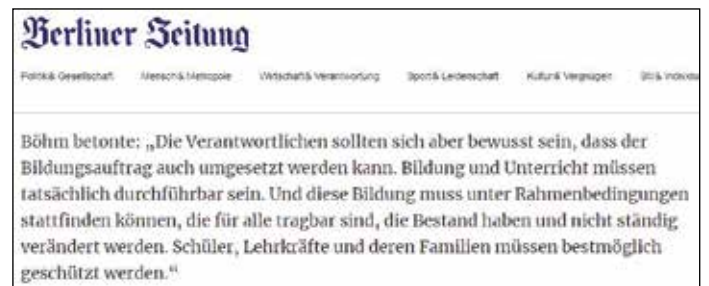 Berliner Zeitung
Politik & Gesellschaft Mensch & Metropole Wirtschaft & Verantwortung Sport & Leidenschaft Kultur & Vergnügen Stil &
Böhm betonte: „Die Verantwortlichen sollten sich aber bewusst sein, dass der
Bildungsauftrag auch umgesetzt werden kann. Bildung und Unterricht müssen
tatsächlich durchführbar sein. Und diese Bildung muss unter Rahmenbedingungen
stattfinden können, die für alle tragbar sind, die Bestand haben und nicht ständig
verändert werden. Schüler, Lehrkräfte und deren Familien müssen bestmöglich
geschützt werden.“